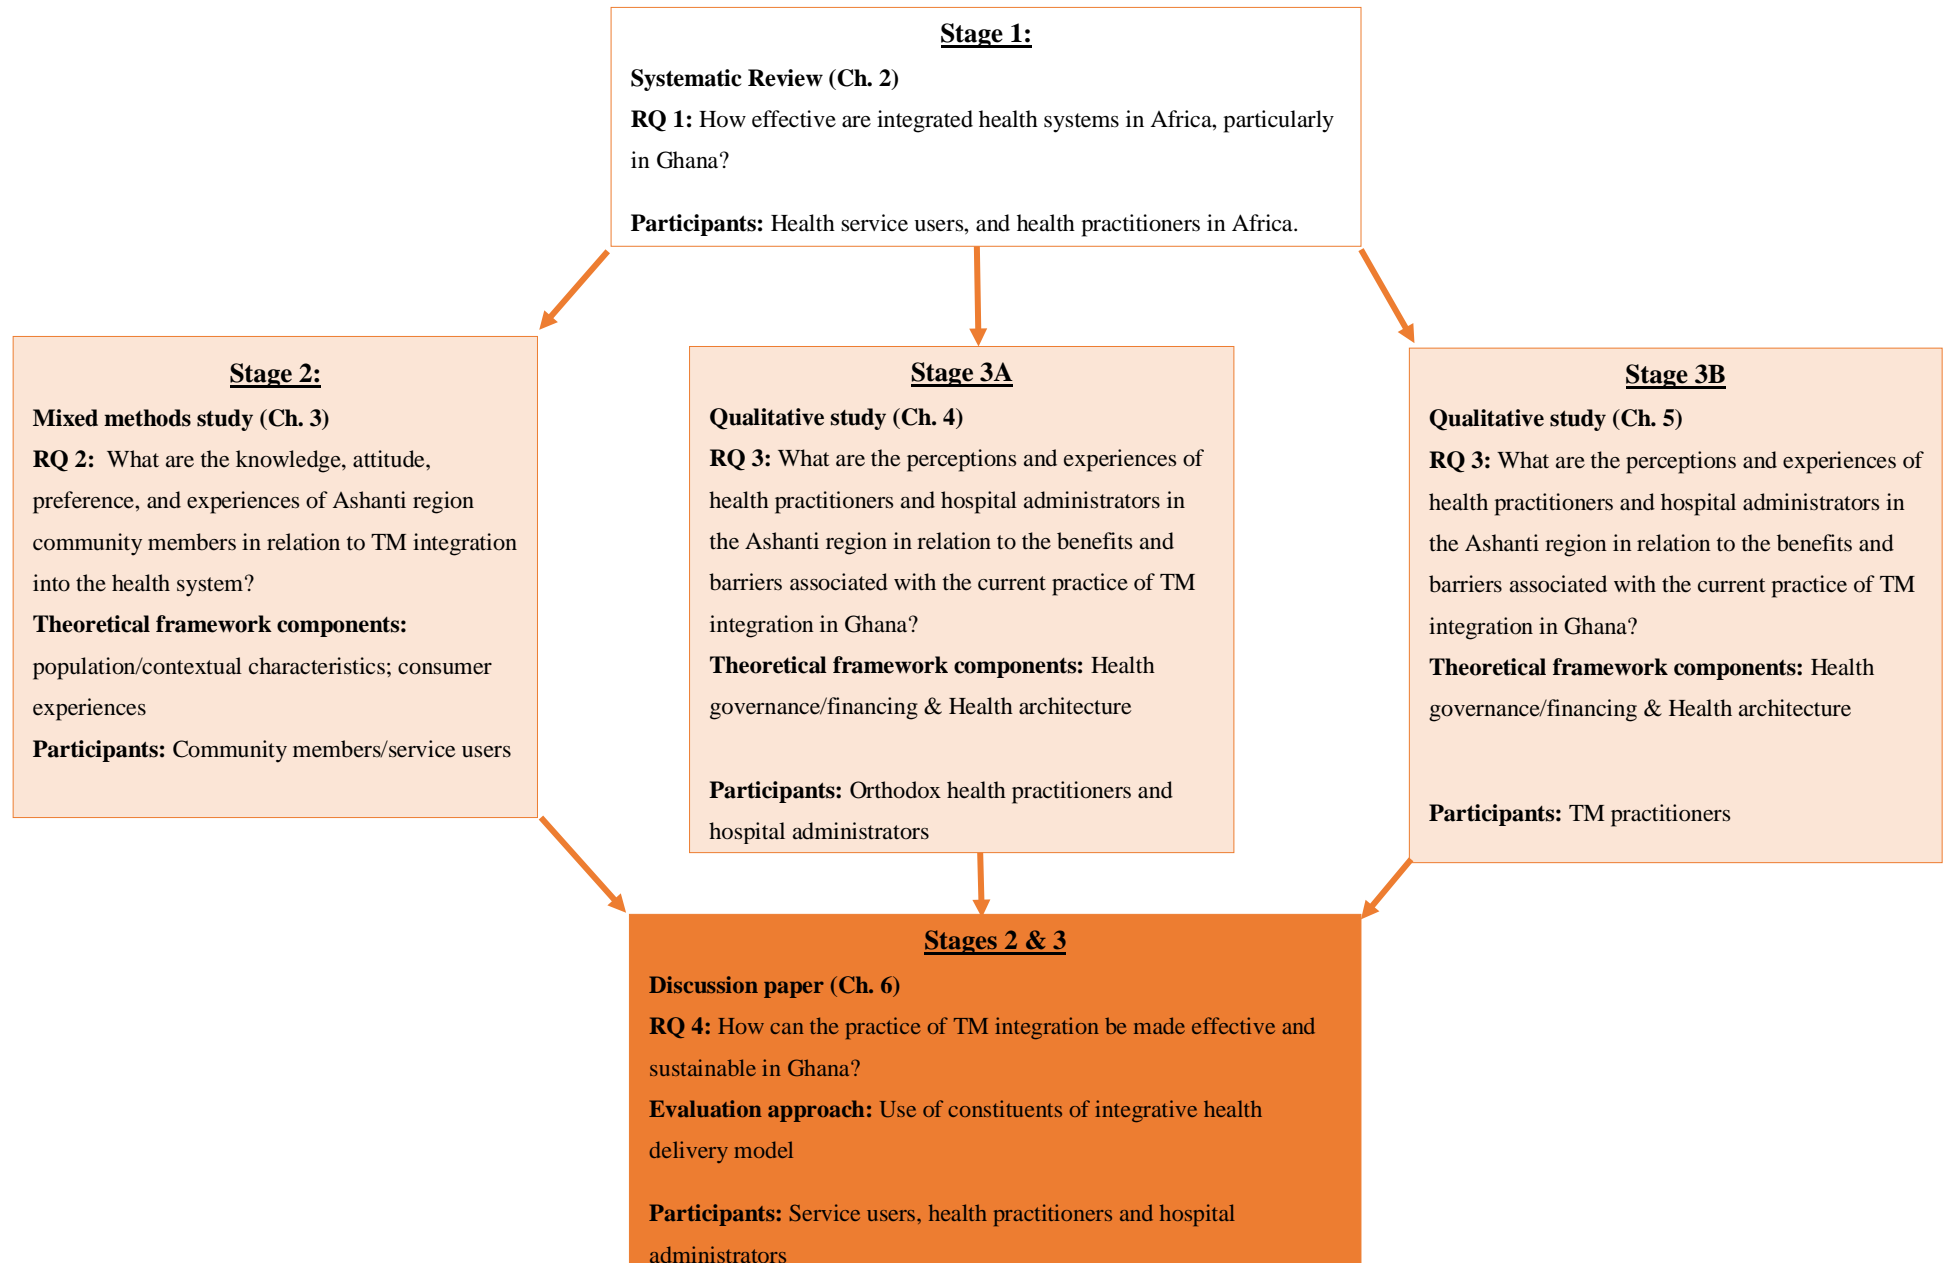 Stage 1:
Systematic Review (Ch. 2)
RQ 1: How effective are integrated health systems in Africa, particularly
in Ghana?
Participants: Health service users, and health practitioners in Africa.
Stage 2:
Mixed methods study (Ch. 3)
RQ 2: What are the knowledge, attitude,
preference, and experiences of Ashanti region
community members in relation to TM integration
into the health system?
Theoretical framework components:
population/contextual characteristics; consumer
experiences
Participants: Community members/service users
Stage 3A
Qualitative study (Ch. 4)
RQ 3: What are the perceptions and experiences of
health practitioners and hospital administrators in
the Ashanti region in relation to the benefits and
barriers associated with the current practice of TM
integration in Ghana?
Theoretical framework components: Health
governance/financing & Health architecture
Participants: Orthodox health practitioners and
hospital administrators
Stage 3B
Qualitative study (Ch. 5)
RQ 3: What are the perceptions and experiences of
health practitioners and hospital administrators in
the Ashanti region in relation to the benefits and
barriers associated with the current practice of TM
integration in Ghana?
Theoretical framework components: Health
governance/financing & Health architecture
Participants: TM practitioners
Stages 2 & 3
Discussion paper (Ch. 6)
RQ 4: How can the practice of TM integration be made effective and
sustainable in Ghana?
Evaluation approach: Use of constituents of integrative health
delivery model
Participants: Service users, health practitioners and hospital
administrators